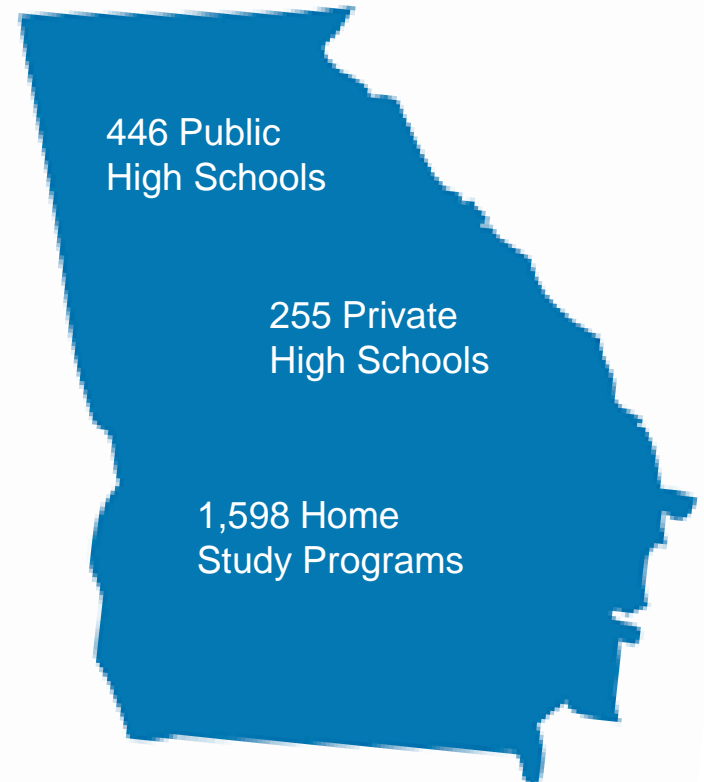 446 Public
High Schools
255 Private
High Schools
1,598 Home
Study Programs